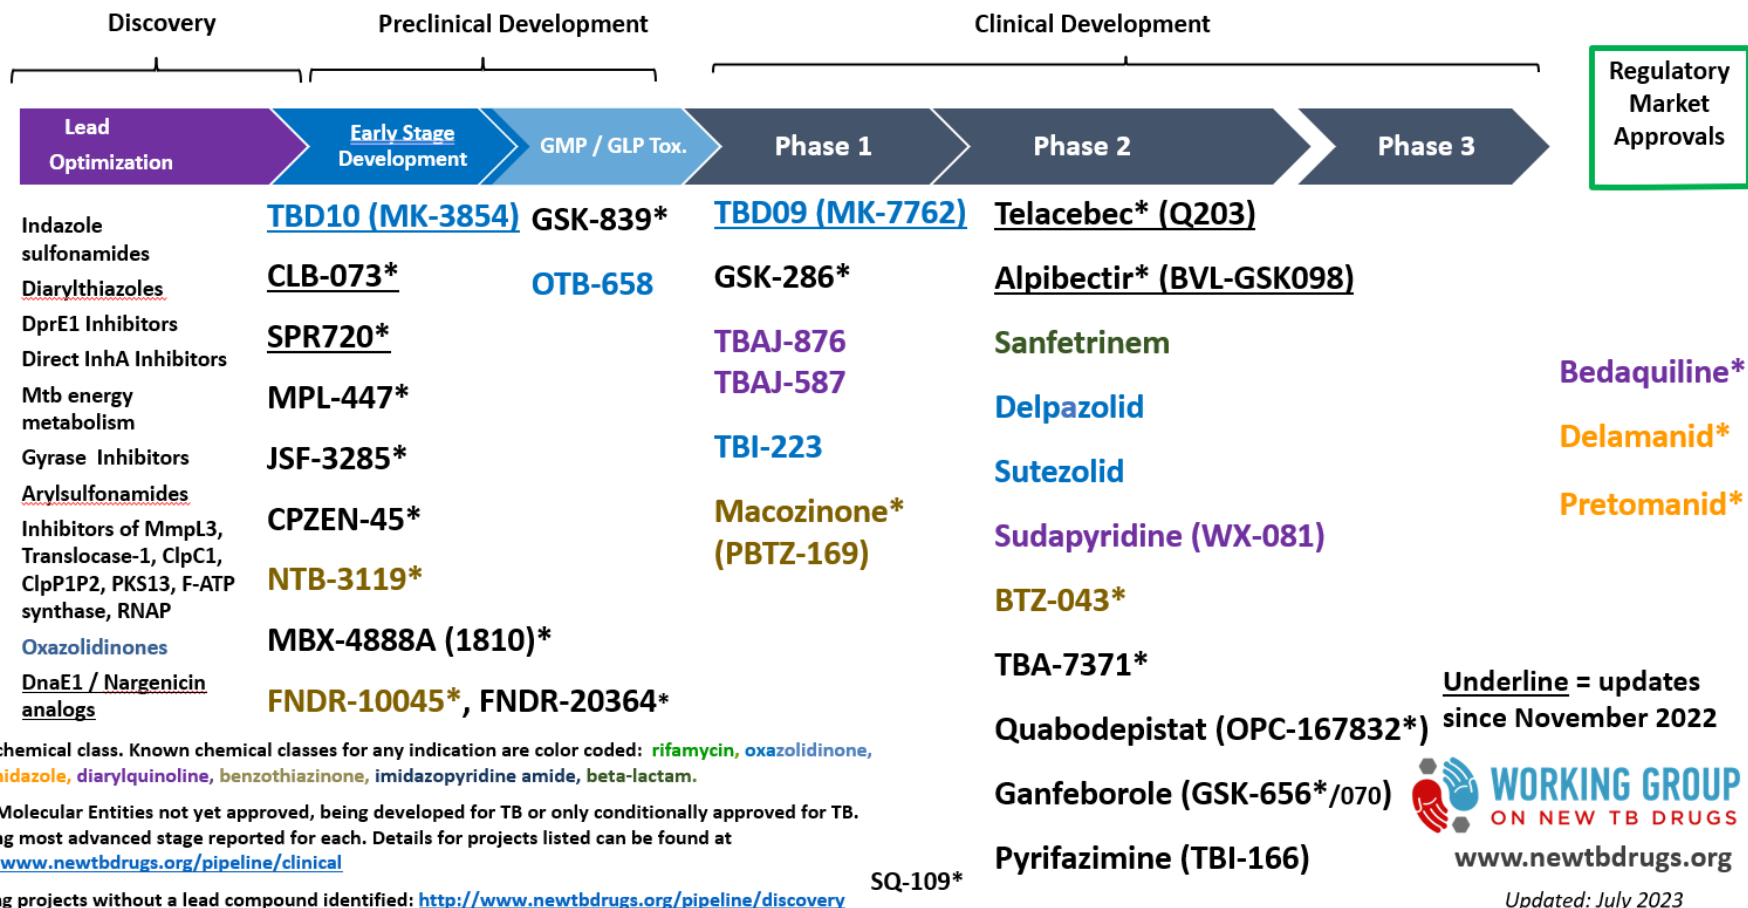 Discovery
Preclinical Development
Clinical Development
Regulatory
Market
Approvals
Lead
Optimization
Early Stage
Development
GMP / GLP Tox.
Phase 1
Phase 2
Phase 3
Indazole
sulfonamides
Diarylthiazoles
DprE1 Inhibitors
Direct InhA Inhibitors
Mtb energy
metabolism
Gyrase Inhibitors
Arylsulfonamides
Inhibitors of MmpL3,
Translocase-1, ClpC1,
ClpP1P2, PKS13, F-ATP
synthase, RNAP
Oxazolidinones
DnaE1 / Nargenicin
analogs
TBD10 (MK-3854)
CLB-073*
SPR720*
MPL-447*
JSF-3285*
CPZEN-45*
NTB-3119*
MBX-4888A (1810)*
FNDR-10045*, FNDR-20364*
GSK-839*
OTB-658
TBD09 (MK-7762)
GSK-286*
TBAJ-876
TBAJ-587
TBI-223
Macozinone*
(PBTZ-169)
Telacebec* (Q203)
Alpibectir* (BVL-GSK098)
Sanfetrinem
Delpazolid
Sutezolid
Sudapyridine (WX-081)
BTZ-043*
TBA-7371*
Quabodepistat (OPC-167832*)
Ganfeborole (GSK-656*/070)
Pyrifazimine (TBI-166)
Bedaquiline*
Delamanid*
Pretomanid*
Underline = updates
since November 2022
chemical class. Known chemical classes for any indication are color coded: rifamycin, oxazolidinone,
diarylquinoline, benzothiazinone, imidazopyridine amide, beta-lactam.
Molecular Entities not yet approved, being developed for TB or only conditionally approved for TB.
most advanced stage reported for each. Details for projects listed can be found at
www.newtbdrugs.org/pipeline/clinical
projects without a lead compound identified: http://www.newtbdrugs.org/pipeline/discovery
SQ-109*
WORKING GROUP
ON NEW TB DRUGS
www.newtbdrugs.org
Updated: July 2023